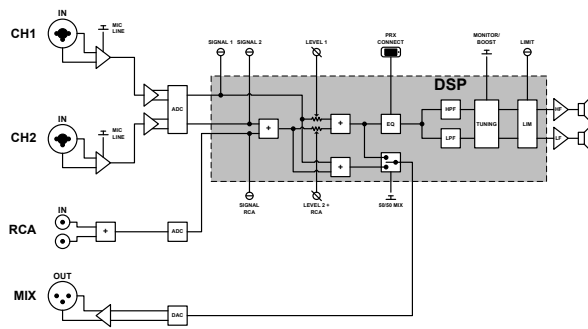 IN
CH1
MIC
LINE
SIGNAL 1
SIGNAL 2
LEVEL 1
PRX
CONNECT
MONITOR/
BOOST
LIMIT
DSP
ADC
IN
CH2
MIC
LINE
+
+
EQ
HPF
LPF
TUNING
LIM
HF
LF
+
SIGNAL
RCA
LEVEL 2 +
RCA
50/50 MIX
IN
RCA
+
ADC
OUT
MIX
DAC